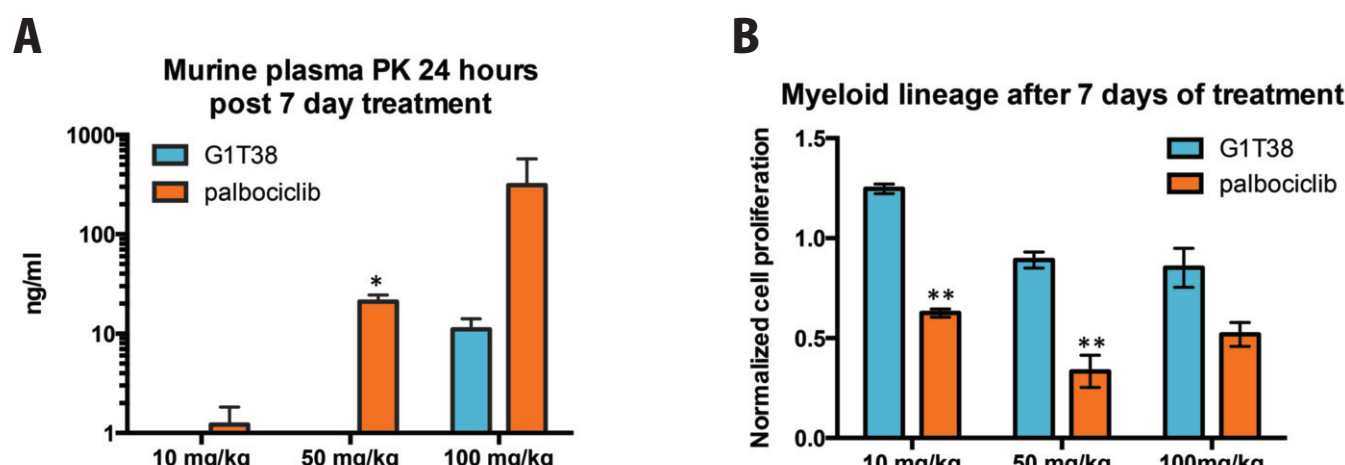 A
Murine plasma PK 24 hours
post 7 day treatment
1000
100
10
1
ng/ml
G1T38
palbociclib
*
10 mg/kg
50 mg/kg
100 mg/kg
B
Myeloid lineage after 7 days of treatment
1.5
1.0
0.5
0.0
Normalized cell proliferation
G1T38
palbociclib
**
**
10 mg/kg
50 mg/kg
100mg/kg